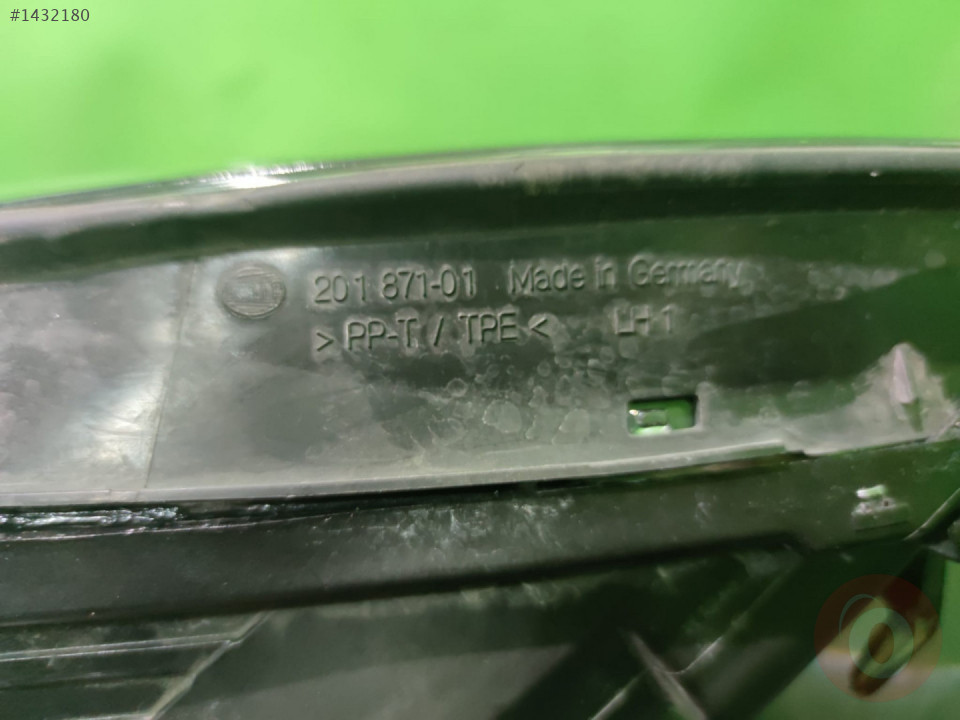 #1432180
201 871-01 Made in Germany
> PP-T / TPE < LH 1